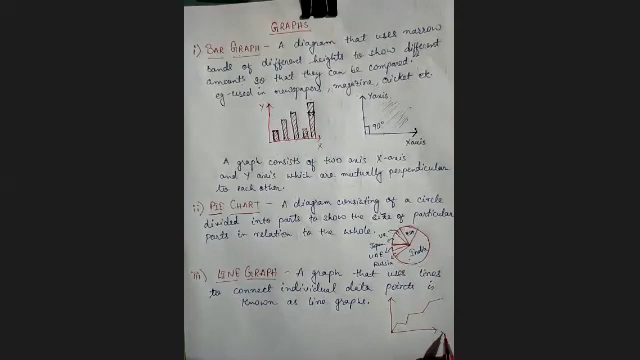 GRAPHS
i) BAR GRAPH - A diagram that uses narrow
bands of different heights to show different
amounts so that they can be compared.
eg - used in newspapers, megazine, cricket etc.
Y
X
Y axis
90°
X axis
A graph consists of two axis X-axis
and Y axis which are mutually perpendicular
to each other.
ii) PIE CHART - A diagram consisting of a circle
divided into parts to show the size of particular
parts in relation to the whole.
Japan
UAE
Russia
India
iii) LINE GRAPH - A graph that uses lines
to connect individual data points is
known as line graphs.